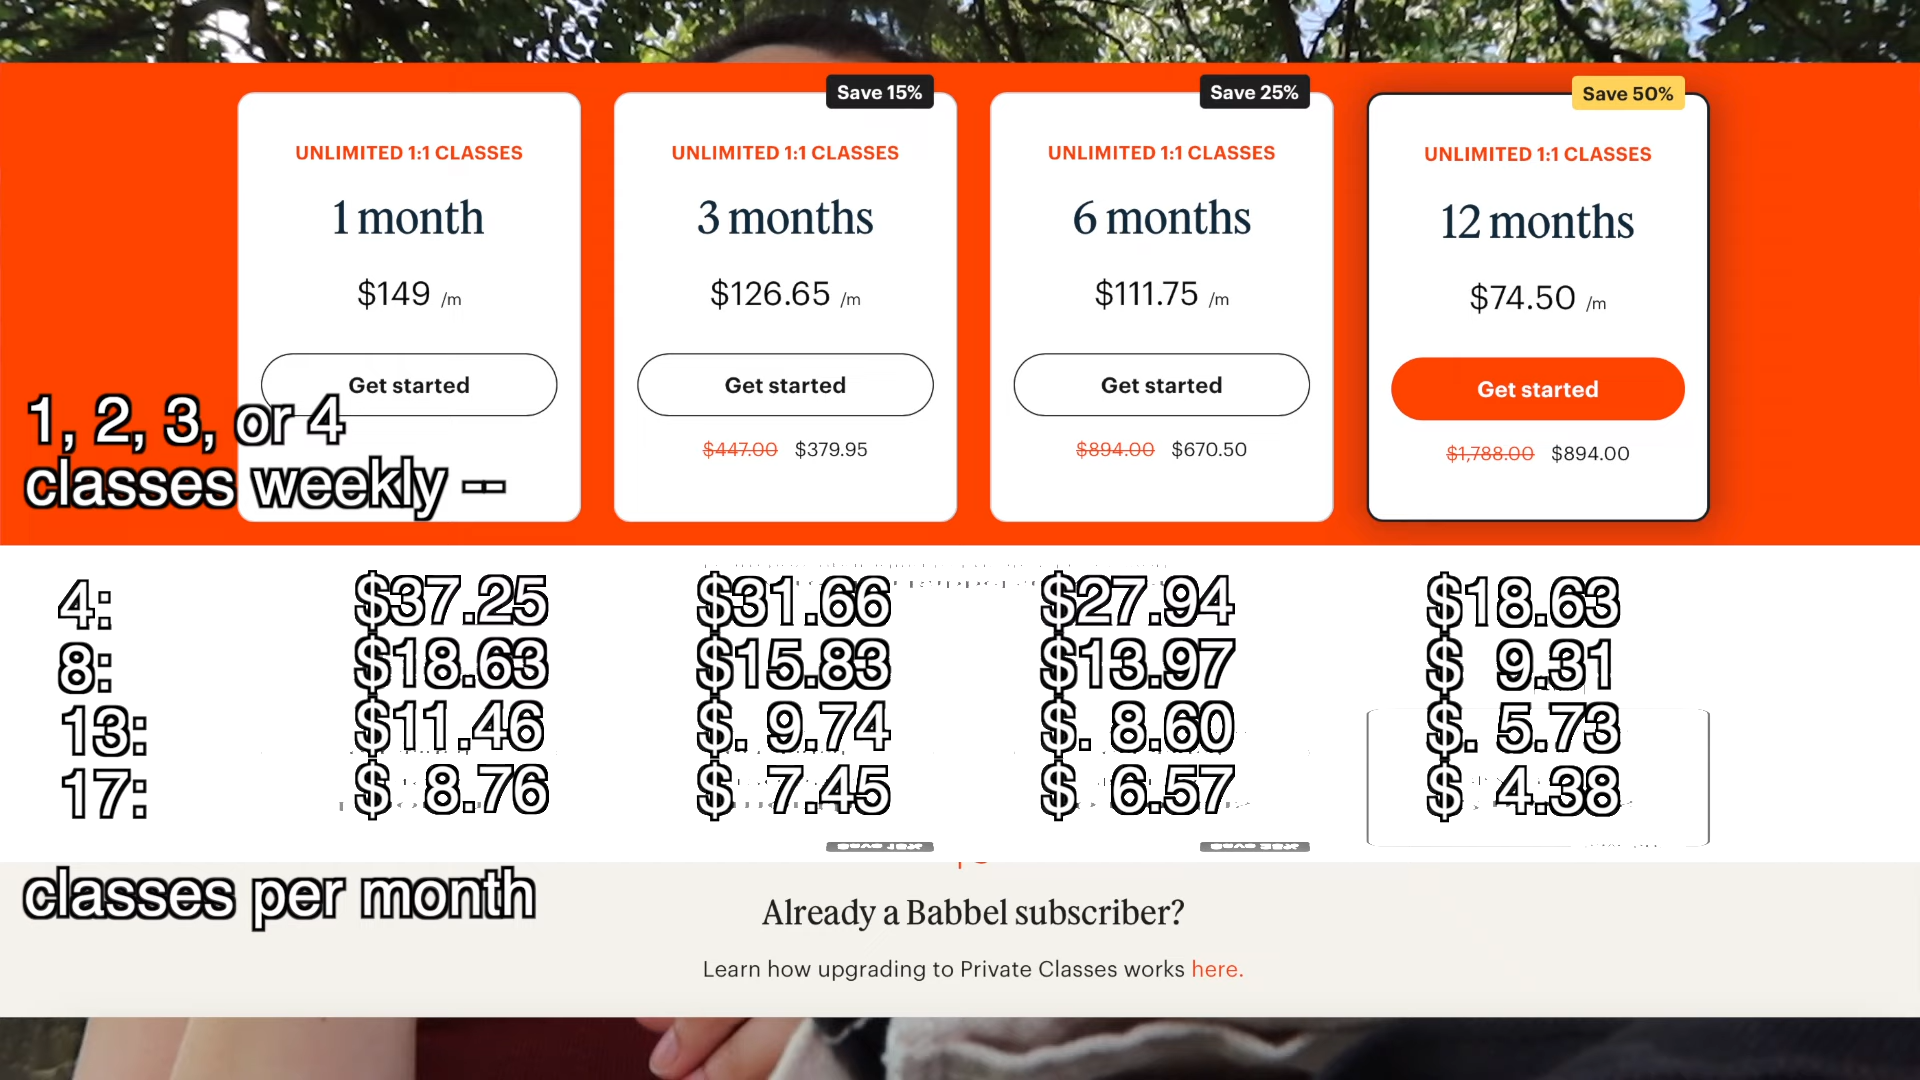 Save 15%
Save 25%
Save 50%
UNLIMITED 1:1 CLASSES
UNLIMITED 1:1 CLASSES
UNLIMITED 1:1 CLASSES
UNLIMITED 1:1 CLASSES
1 month
3 months
6 months
12 months
$149 /m
$126.65 /m
$111.75 /m
$74.50 /m
Get started
Get started
Get started
Get started
$447.00 $379.95
$894.00 $670.50
$1,788.00 $894.00
1, 2, 3, or 4
classes weekly --
4: $37.25 $31.66 $27.94 $18.63
8: $18.63 $15.83 $13.97 $ 9.31
13: $11.46 $. 9.74 $. 8.60 $. 5.73
17: $ 8.76 $ 7.45 $ 6.57 $ 4.38
classes per month
Already a Babbel subscriber?
Learn how upgrading to Private Classes works here.